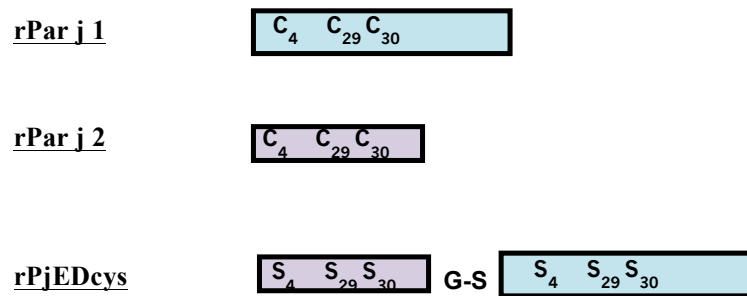 rPar j 1 C4 C29 C30
rPar j 2 C4 C29 C30
rPjEDcys S4 S29 S30 G-S S4 S29 S30